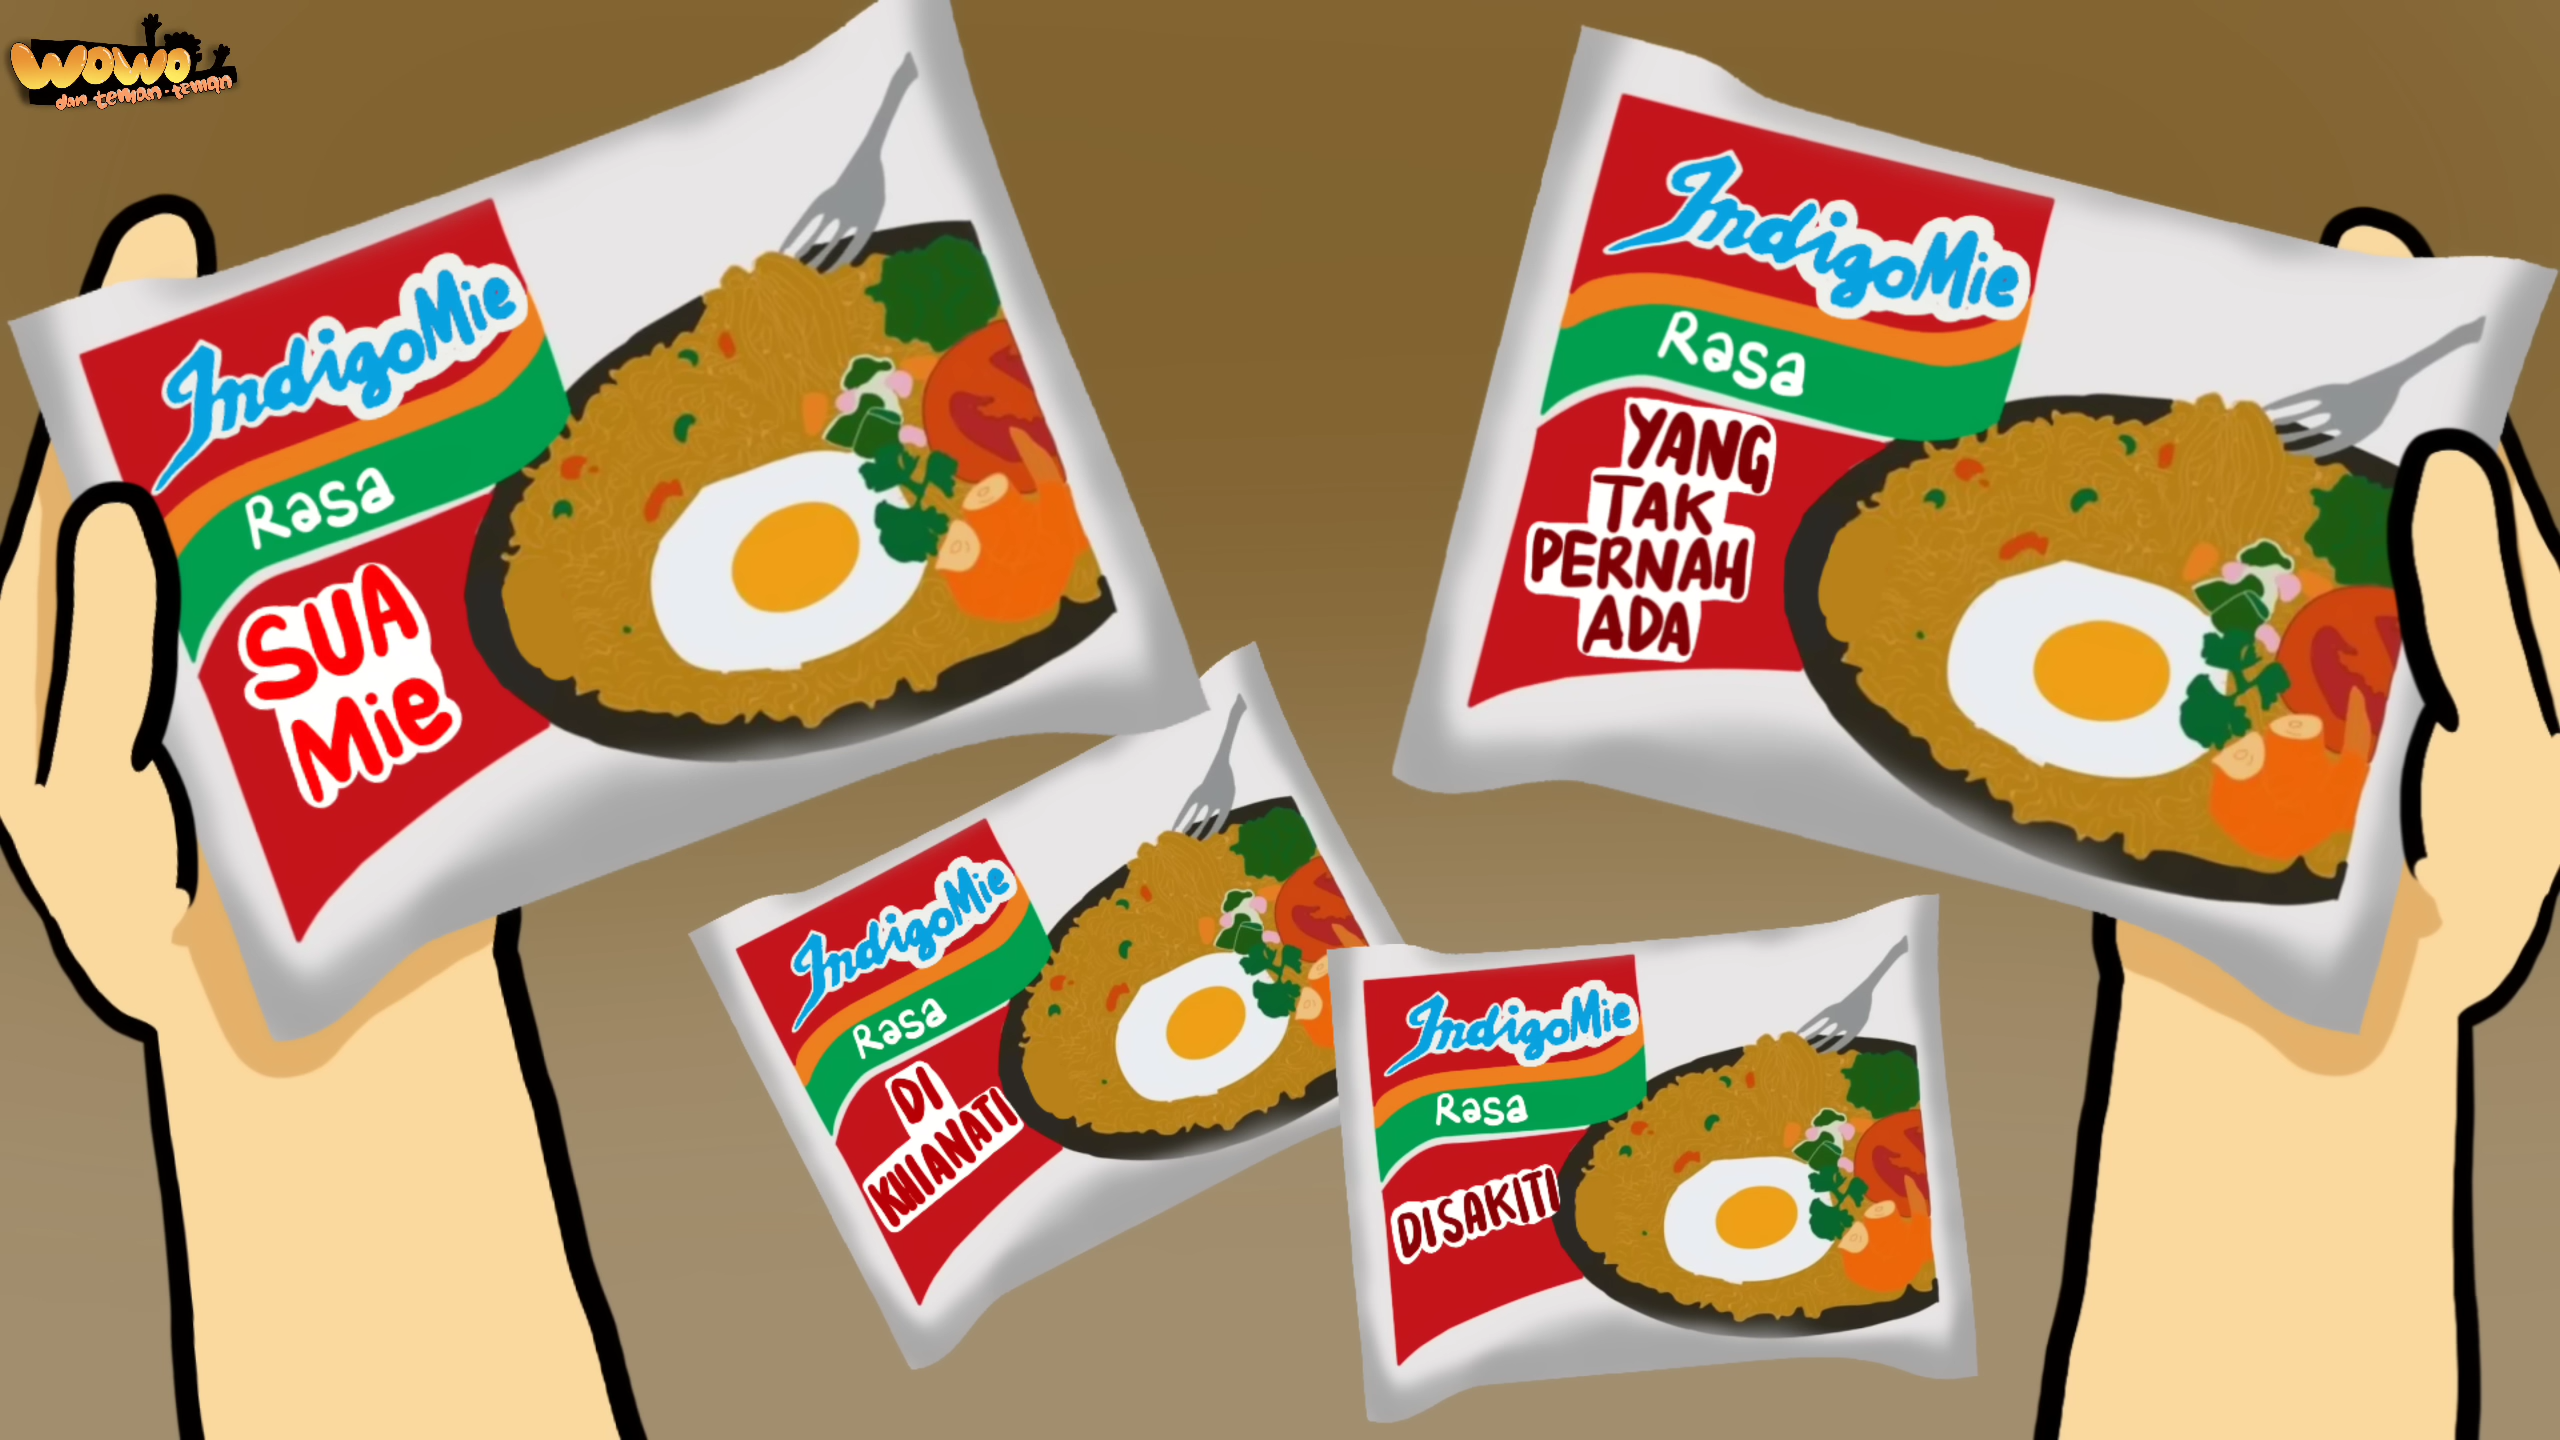 WOWO
dan teman-teman
IndigoMie
Rasa
SUA
Mie
IndigoMie
Rasa
YANG
TAK
PERNAH
ADA
IndigoMie
Rasa
DI
KHIANATI
IndigoMie
Rasa
DISAKITI